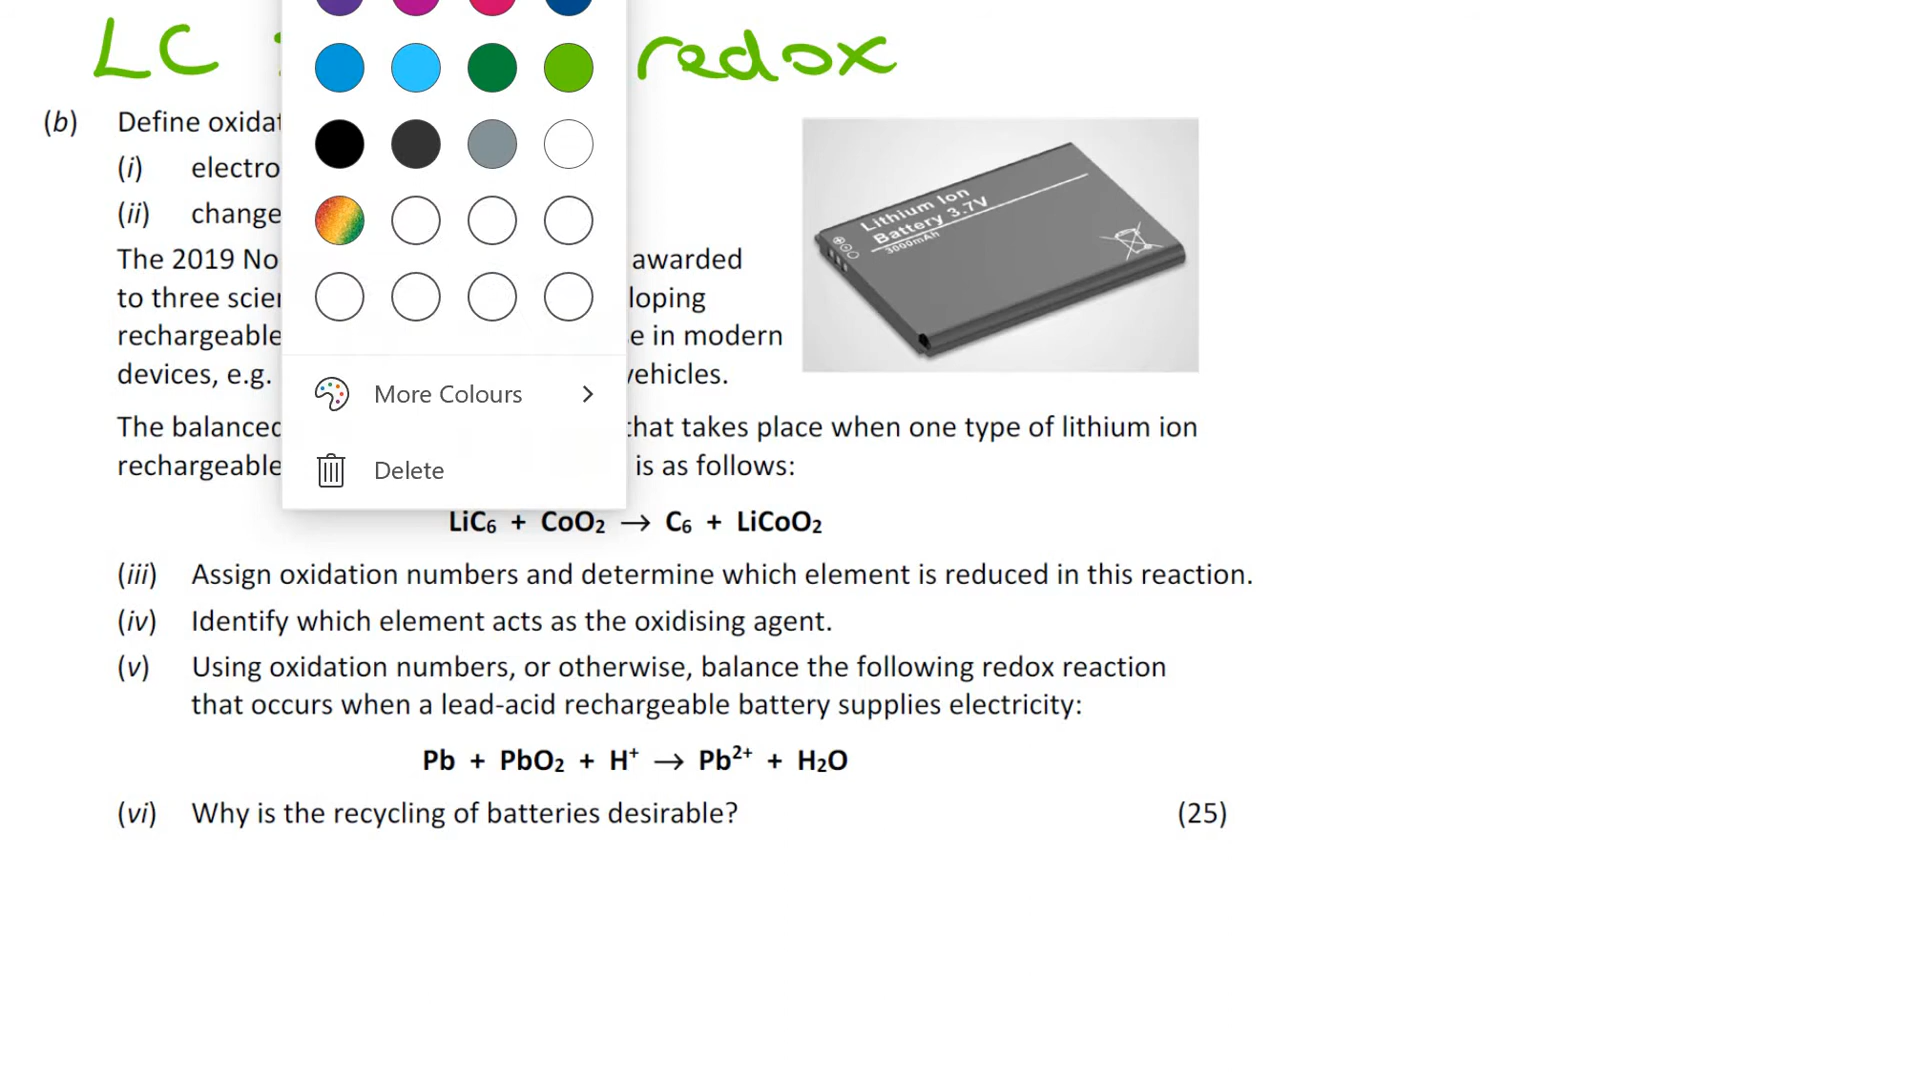 LC redox
(b) Define oxidat
(i) electro
(ii) change
The 2019 No awarded
to three scien loping
rechargeable e in modern
devices, e.g. vehicles.
The balanced that takes place when one type of lithium ion
rechargeable is as follows:
Lithium Ion
Battery 3.7V
3000mAh
More Colours
Delete
LiC₆ + CoO₂ → C₆ + LiCoO₂
(iii) Assign oxidation numbers and determine which element is reduced in this reaction.
(iv) Identify which element acts as the oxidising agent.
(v) Using oxidation numbers, or otherwise, balance the following redox reaction
that occurs when a lead-acid rechargeable battery supplies electricity:
Pb + PbO₂ + H⁺ → Pb²⁺ + H₂O
(vi) Why is the recycling of batteries desirable? (25)